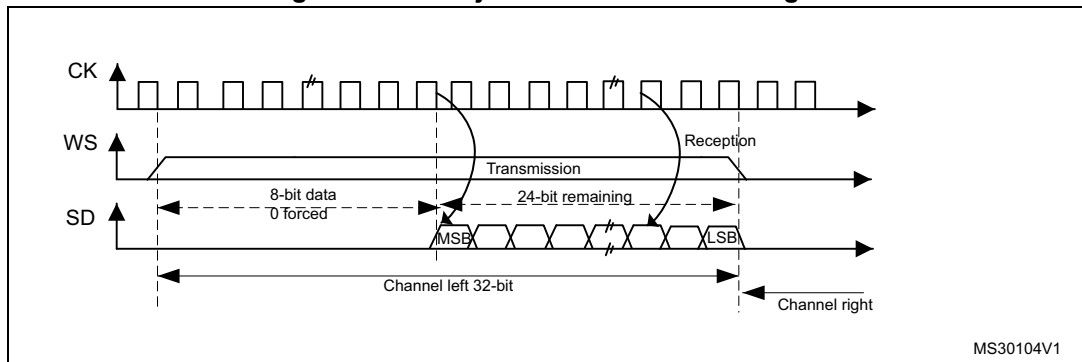 CK
WS
Reception
Transmission
8-bit data
0 forced
24-bit remaining
SD
MSB
LSB
Channel left 32-bit
Channel right
MS30104V1